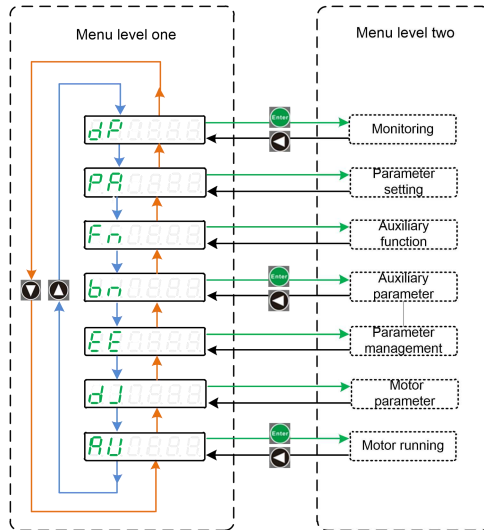 Menu level one
Menu level two
dP
Enter
Monitoring
PA
Parameter
setting
Fn
Auxiliary
function
bn
Enter
Auxiliary
parameter
EE
Parameter
management
dJ
Motor
parameter
AU
Enter
Motor running